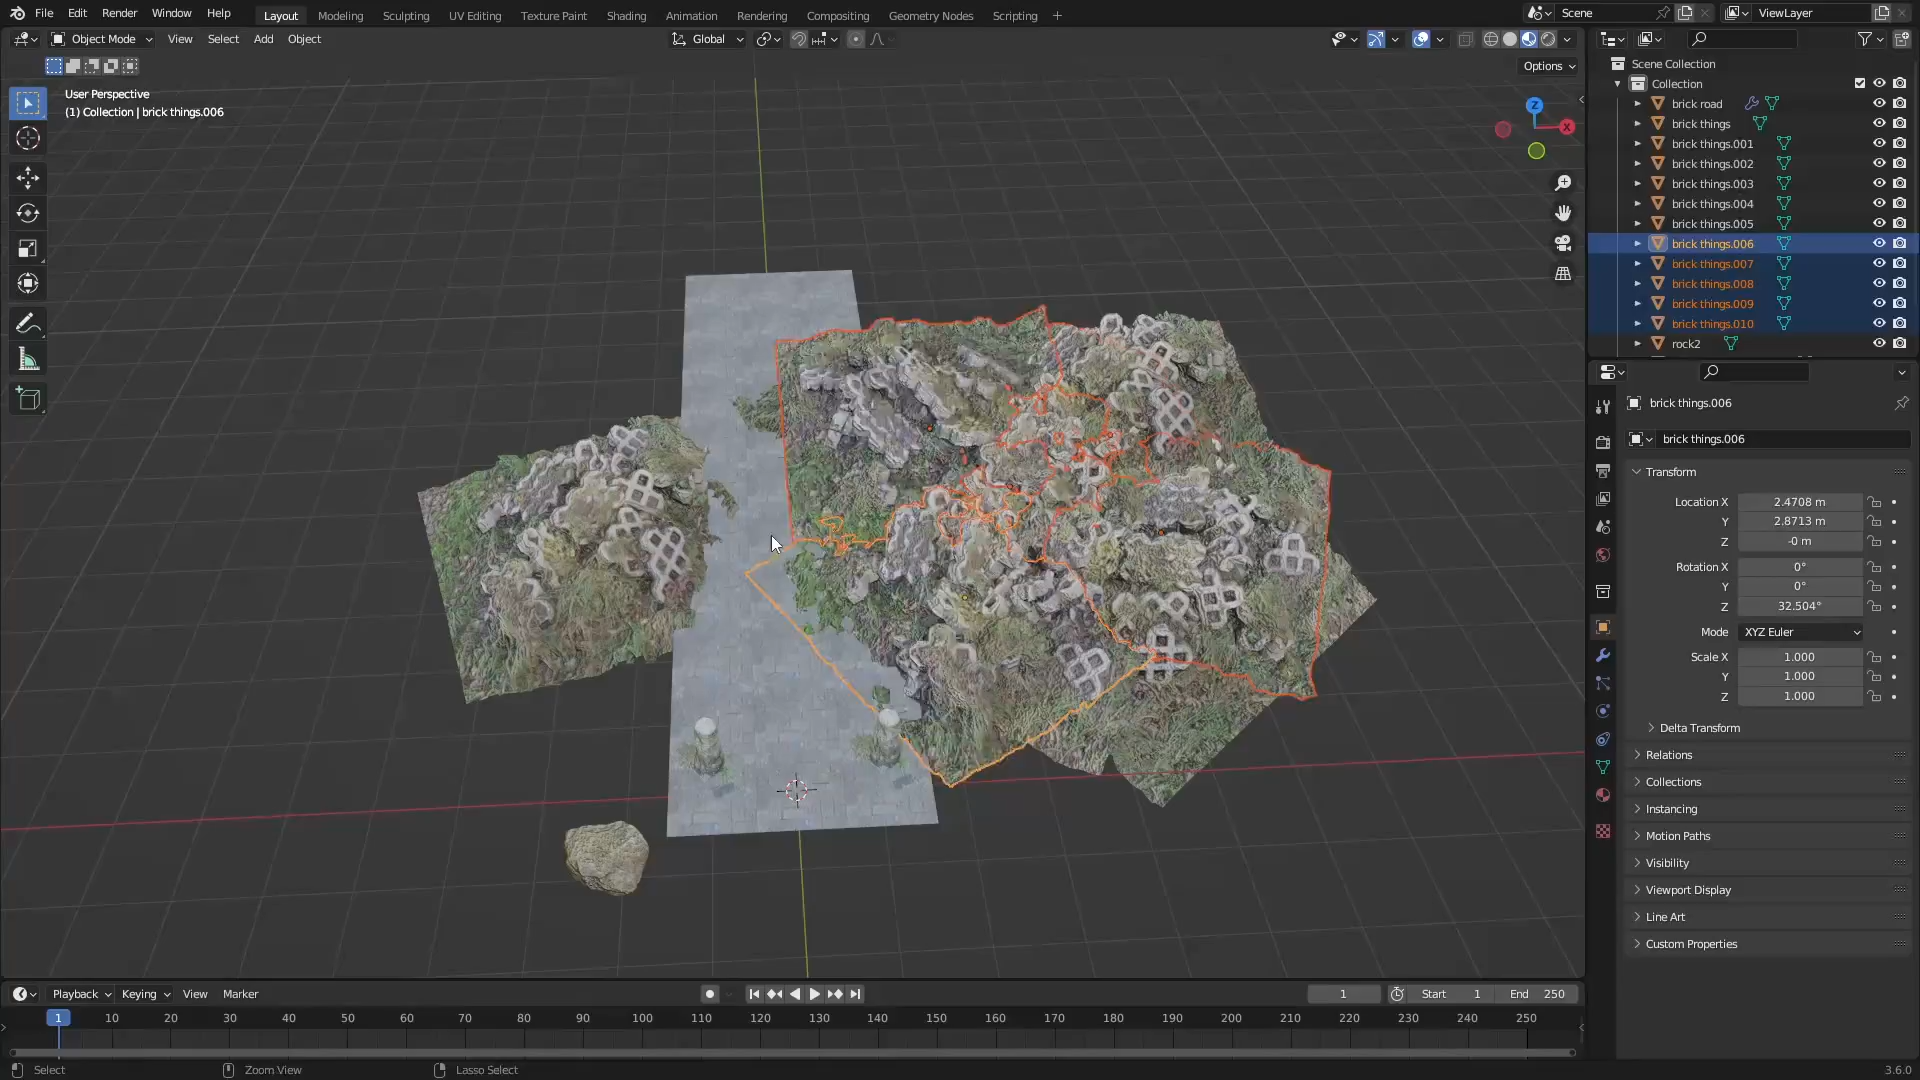 File Edit Render Window Help Layout Modeling Sculpting UV Editing Texture Paint Shading Animation Rendering Compositing Geometry Nodes Scripting + Scene ViewLayer
Object Mode View Select Add Object Global
Options
User Perspective
(1) Collection | brick things.006
Z
X
Scene Collection
Collection
brick road
brick things
brick things.001
brick things.002
brick things.003
brick things.004
brick things.005
brick things.006
brick things.007
brick things.008
brick things.009
brick things.010
rock2
brick things.006
brick things.006
Transform
Location X 2.4708 m
Y 2.8713 m
Z -0 m
Rotation X 0°
Y 0°
Z 32.504°
Mode XYZ Euler
Scale X 1.000
Y 1.000
Z 1.000
Delta Transform
Relations
Collections
Instancing
Motion Paths
Visibility
Viewport Display
Line Art
Custom Properties
Playback Keying View Marker 1 Start 1 End 250
1 10 20 30 40 50 60 70 80 90 100 110 120 130 140 150 160 170 180 190 200 210 220 230 240 250
Select Zoom View Lasso Select 3.6.0